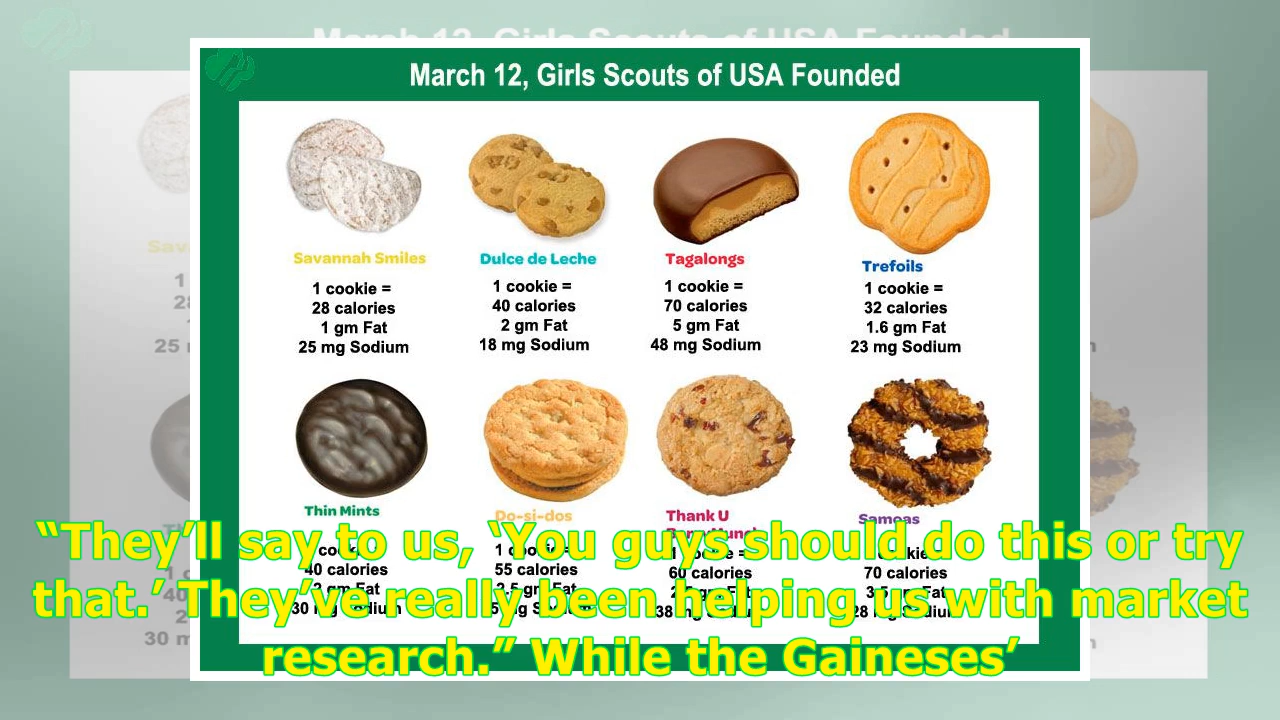 March 12, Girls Scouts of USA Founded
Savannah Smiles
1 cookie =
28 calories
1 gm Fat
25 mg Sodium
Dulce de Leche
1 cookie =
40 calories
2 gm Fat
18 mg Sodium
Tagalongs
1 cookie =
70 calories
5 gm Fat
48 mg Sodium
Trefoils
1 cookie =
32 calories
1.6 gm Fat
23 mg Sodium
Thin Mints
40 calories
Do-si-dos
55 calories
Thank U
60 calories
Samoas
70 calories
“They’ll say to us, ‘You guys should do this or try
that.’ They’ve really been helping us with market
research.” While the Gaineses’